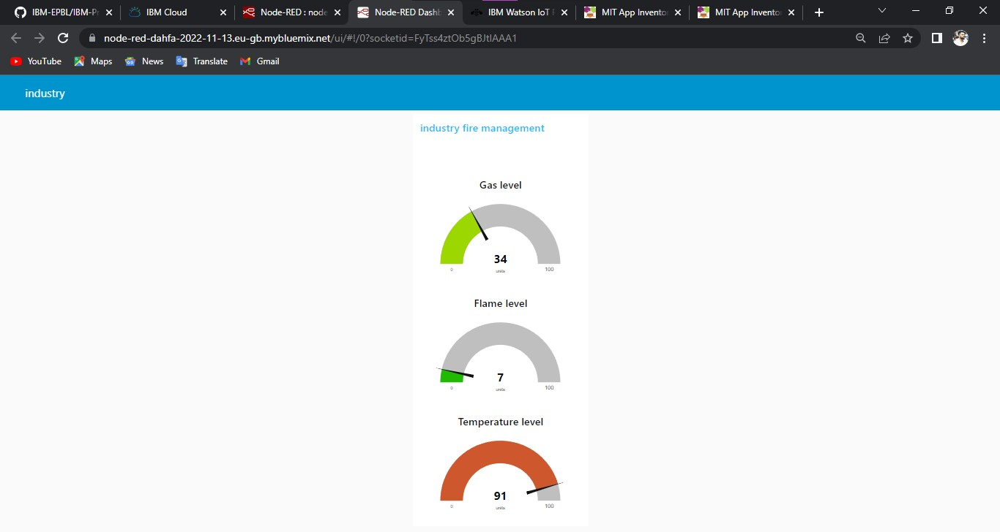 IBM-EPBL/IBM-Pr
IBM Cloud
Node-RED : node
Node-RED Dashb
IBM Watson IoT P
MIT App Inventor
MIT App Inventor
node-red-dahfa-2022-11-13.eu-gb.mybluemix.net/ui/#!/0?socketid=FyTss4ztOb5gBJtIAAA1
YouTube Maps News Translate Gmail
industry
industry fire management
Gas level
34
0 units 100
Flame level
7
0 units 100
Temperature level
91
0 units 100